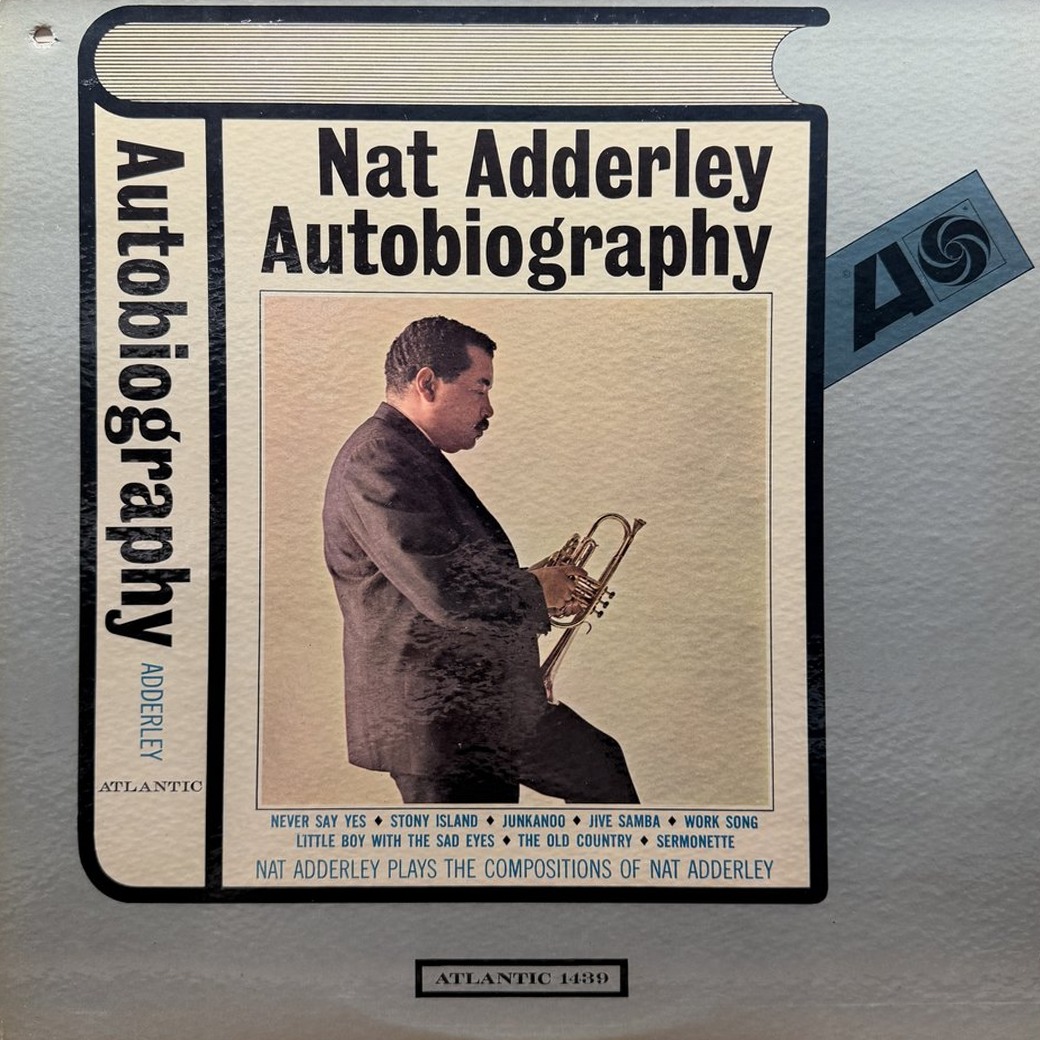 Nat Adderley
Autobiography
Autobiography ADDERLEY
ATLANTIC
A
NEVER SAY YES ♦ STONY ISLAND ♦ JUNKANOO ♦ JIVE SAMBA ♦ WORK SONG
LITTLE BOY WITH THE SAD EYES ♦ THE OLD COUNTRY ♦ SERMONETTE
NAT ADDERLEY PLAYS THE COMPOSITIONS OF NAT ADDERLEY
ATLANTIC 1439